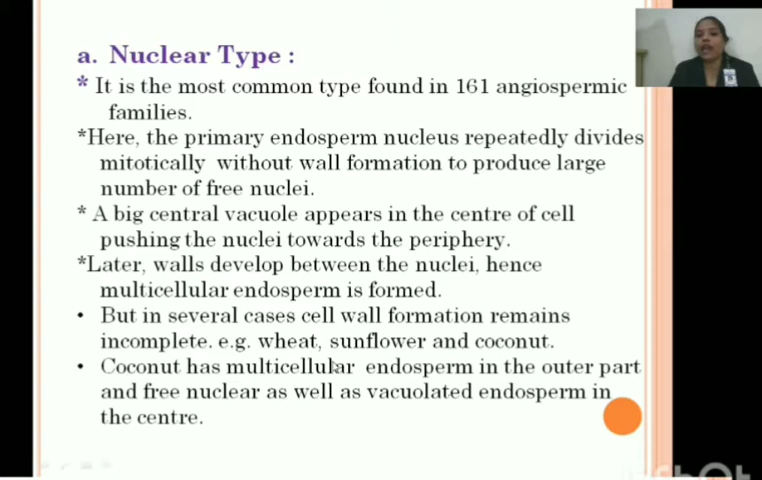 a. Nuclear Type :
* It is the most common type found in 161 angiospermic
families.
*Here, the primary endosperm nucleus repeatedly divides
mitotically without wall formation to produce large
number of free nuclei.
* A big central vacuole appears in the centre of cell
pushing the nuclei towards the periphery.
*Later, walls develop between the nuclei, hence
multicellular endosperm is formed.
• But in several cases cell wall formation remains
incomplete. e.g. wheat, sunflower and coconut.
• Coconut has multicellular endosperm in the outer part
and free nuclear as well as vacuolated endosperm in
the centre.